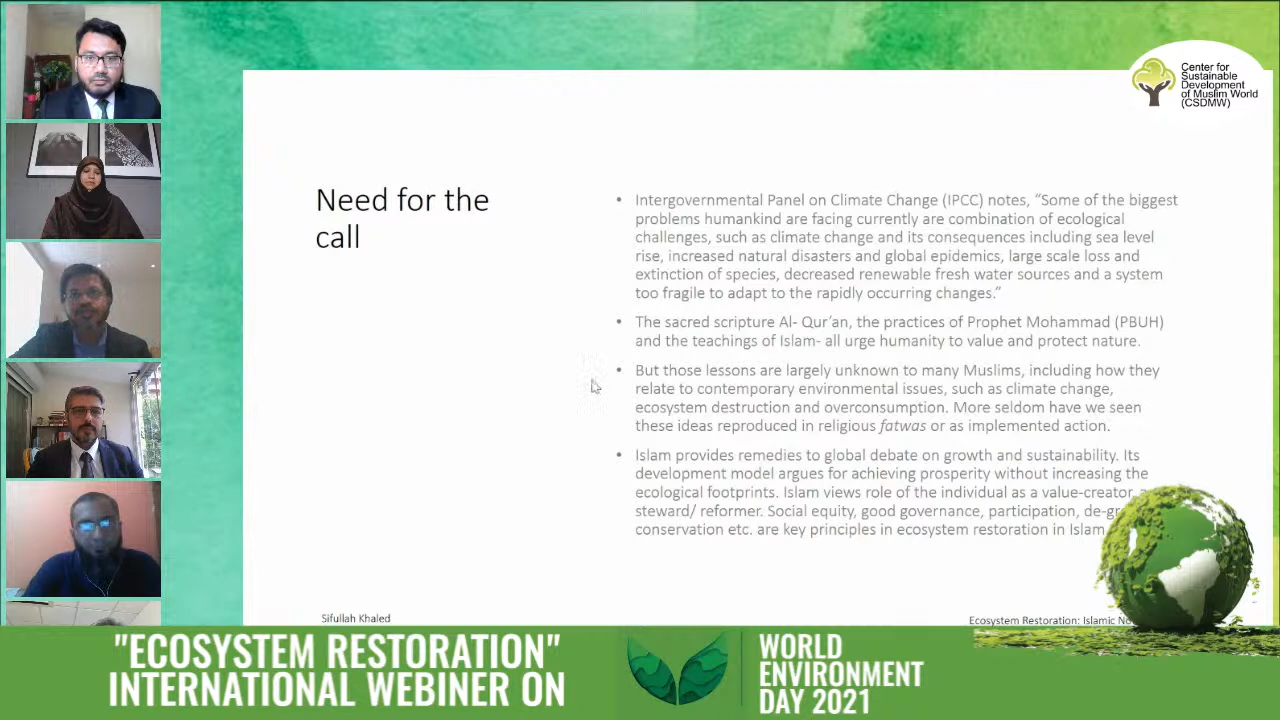 Center for
Sustainable
Development
of Muslim World
(CSDMW)
Need for the
call
• Intergovernmental Panel on Climate Change (IPCC) notes, “Some of the biggest
problems humankind are facing currently are combination of ecological
challenges, such as climate change and its consequences including sea level
rise, increased natural disasters and global epidemics, large scale loss and
extinction of species, decreased renewable fresh water sources and a system
too fragile to adapt to the rapidly occurring changes.“
• The sacred scripture Al- Qur’an, the practices of Prophet Mohammad (PBUH)
and the teachings of Islam- all urge humanity to value and protect nature.
• But those lessons are largely unknown to many Muslims, including how they
relate to contemporary environmental issues, such as climate change,
ecosystem destruction and overconsumption. More seldom have we seen
these ideas reproduced in religious fatwas or as implemented action.
• Islam provides remedies to global debate on growth and sustainability. Its
development model argues for achieving prosperity without increasing the
ecological footprints. Islam views role of the individual as a value-creator,
steward/ reformer. Social equity, good governance, participation,
conservation etc. are key principles in ecosystem restoration in Islam
Sifullah Khaled
Ecosystem Restoration: Islamic
"ECOSYSTEM RESTORATION"
INTERNATIONAL WEBINER ON
WORLD
ENVIRONMENT
DAY 2021